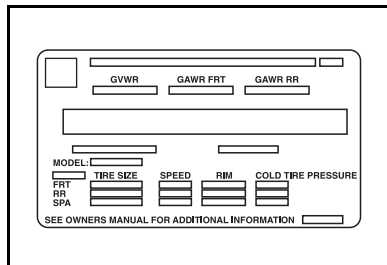 GVWR GAWR FRT GAWR RR
MODEL:
TIRE SIZE SPEED RIM COLD TIRE PRESSURE
FRT
RR
SPA
SEE OWNERS MANUAL FOR ADDITIONAL INFORMATION